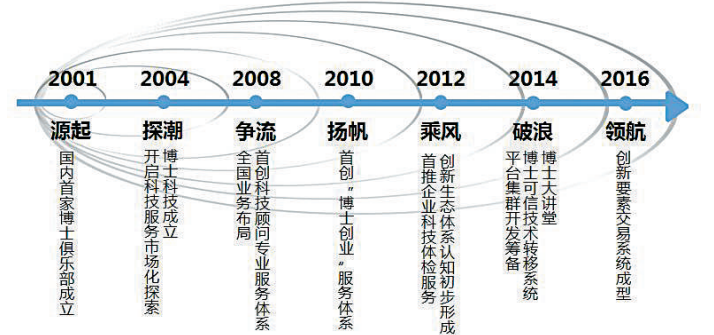 2001
2004
2008
2010
2012
2014
2016
源起
探潮
争流
扬帆
乘风
破浪
领航
国内首家博士俱乐部成立
博士科技成立
开启科技服务市场化探索
首创科技顾问专业服务体系
全国业务布局
首创“博士创业”服务体系
创新生态体系认知初步形成
首推企业科技体检服务
博士大讲堂
博士可信技术转移系统
平台集群开发筹备
创新要素交易系统成型